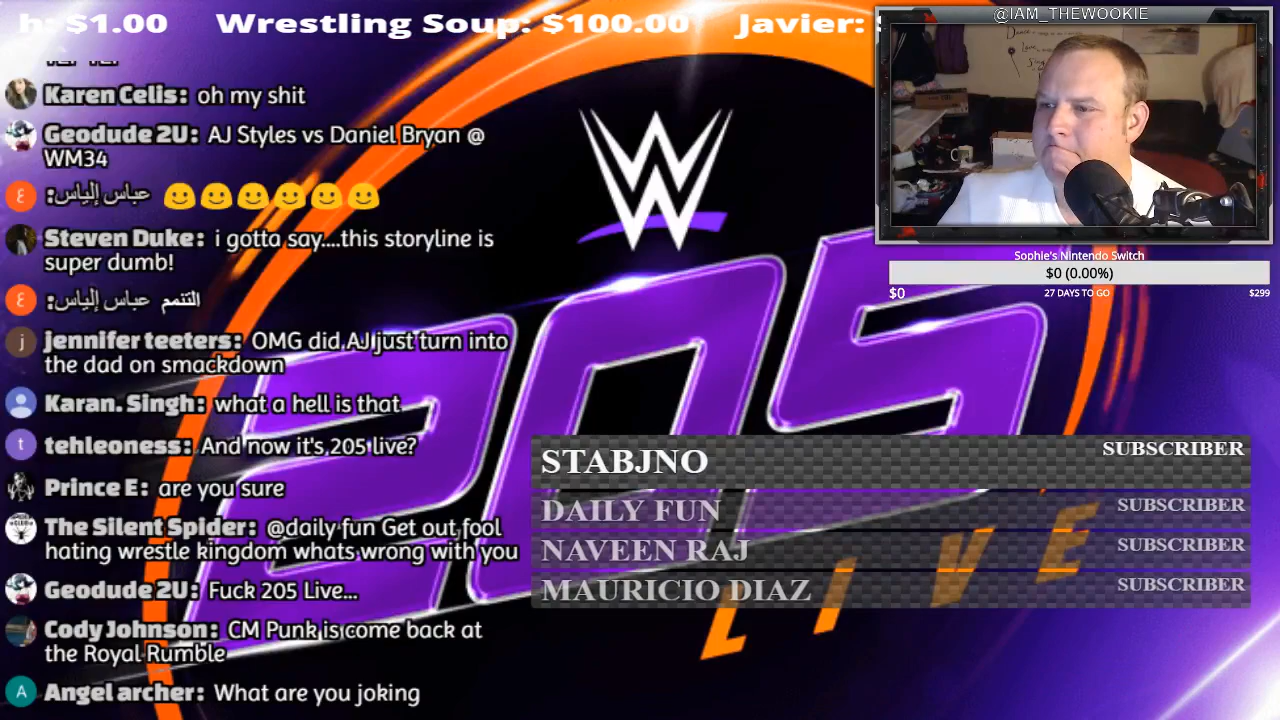 h: $1.00 Wrestling Soup: $100.00 Javier:
@IAM_THEWOOKIE
Karen Celis: oh my shit
Geodude 2U: AJ Styles vs Daniel Bryan @
WM34
عباس إلياس:
Steven Duke: i gotta say....this storyline is
super dumb!
عباس إلياس: التنمم
jennifer teeters: OMG did AJ just turn into
the dad on smackdown
Karan. Singh: what a hell is that
tehleoness: And now it's 205 live?
Prince E: are you sure
The Silent Spider: @daily fun Get out fool
hating wrestle kingdom whats wrong with you
Geodude 2U: Fuck 205 Live...
Cody Johnson: CM Punk is come back at
the Royal Rumble
Angel archer: What are you joking
W
205
LIVE
Sophie's Nintendo Switch
$0 (0.00%)
$0 27 DAYS TO GO $299
STABJNO SUBSCRIBER
DAILY FUN SUBSCRIBER
NAVEEN RAJ SUBSCRIBER
MAURICIO DIAZ SUBSCRIBER